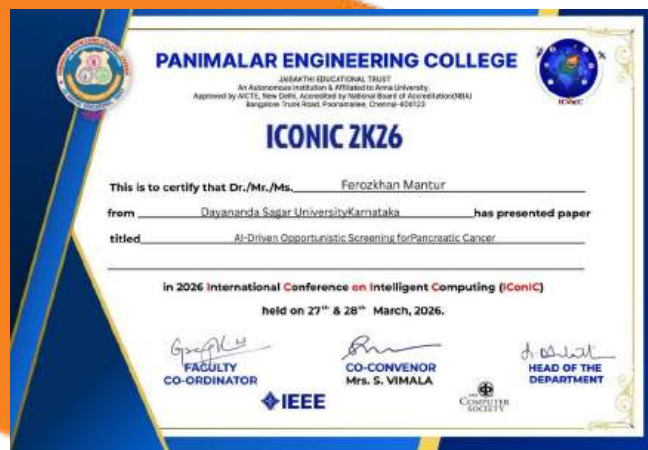 PANIMALAR ENGINEERING COLLEGE
JAISAKTHI EDUCATIONAL TRUST
An Autonomous Institution & Affiliated to Anna University,
Approved by AICTE, New Delhi, Accredited by National Board of Accreditation(NBA)
Bangalore Trunk Road, Poonamallee, Chennai-600123
ICONIC 2K26
This is to certify that Dr./Mr./Ms. Ferozkhan Mantur
from Dayananda Sagar UniversityKarnataka has presented paper
titled AI-Driven Opportunistic Screening forPancreatic Cancer
in 2026 International Conference on Intelligent Computing (IConIC)
held on 27th & 28th March, 2026.
FACULTY
CO-ORDINATOR
CO-CONVENOR
Mrs. S. VIMALA
HEAD OF THE
DEPARTMENT
IEEE
COMPUTER
SOCIETY